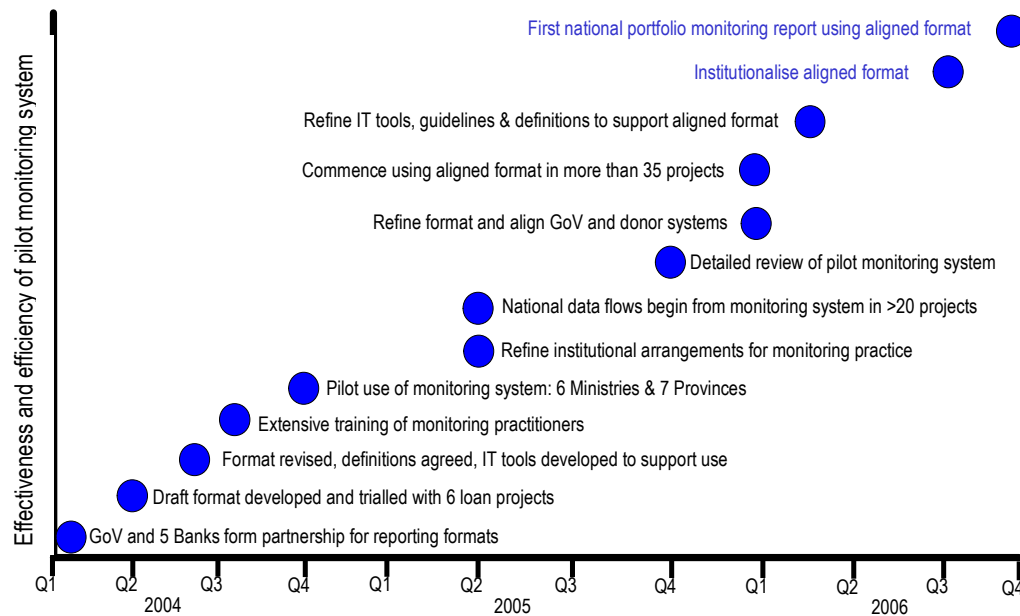 Effectiveness and efficiency of pilot monitoring system
First national portfolio monitoring report using aligned format
Institutionalise aligned format
Refine IT tools, guidelines & definitions to support aligned format
Commence using aligned format in more than 35 projects
Refine format and align GoV and donor systems
Detailed review of pilot monitoring system
National data flows begin from monitoring system in >20 projects
Refine institutional arrangements for monitoring practice
Pilot use of monitoring system: 6 Ministries & 7 Provinces
Extensive training of monitoring practitioners
Format revised, definitions agreed, IT tools developed to support use
Draft format developed and trialled with 6 loan projects
GoV and 5 Banks form partnership for reporting formats
Q1 Q2 Q3 Q4 Q1 Q2 Q3 Q4 Q1 Q2 Q3 Q4
2004 2005 2006